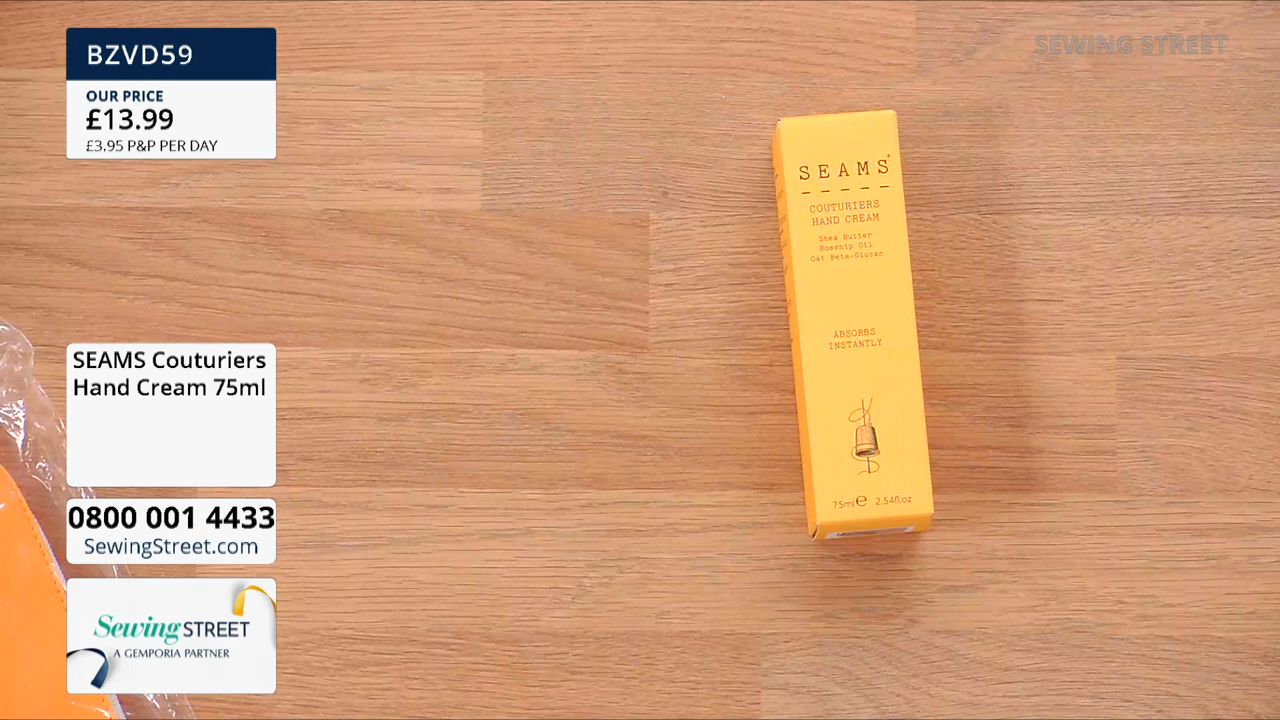 BZVD59
OUR PRICE
£13.99
£3.95 P&P PER DAY
SEAMS Couturiers
Hand Cream 75ml
0800 001 4433
SewingStreet.com
Sewing STREET
A GEMPORIA PARTNER
SEWING STREET
SEAMS
COUTURIERS
HAND CREAM
Shea Butter
Rosehip Oil
Oat Beta-Glucan
ABSORBS
INSTANTLY
75ml℮ 2.54fl.oz